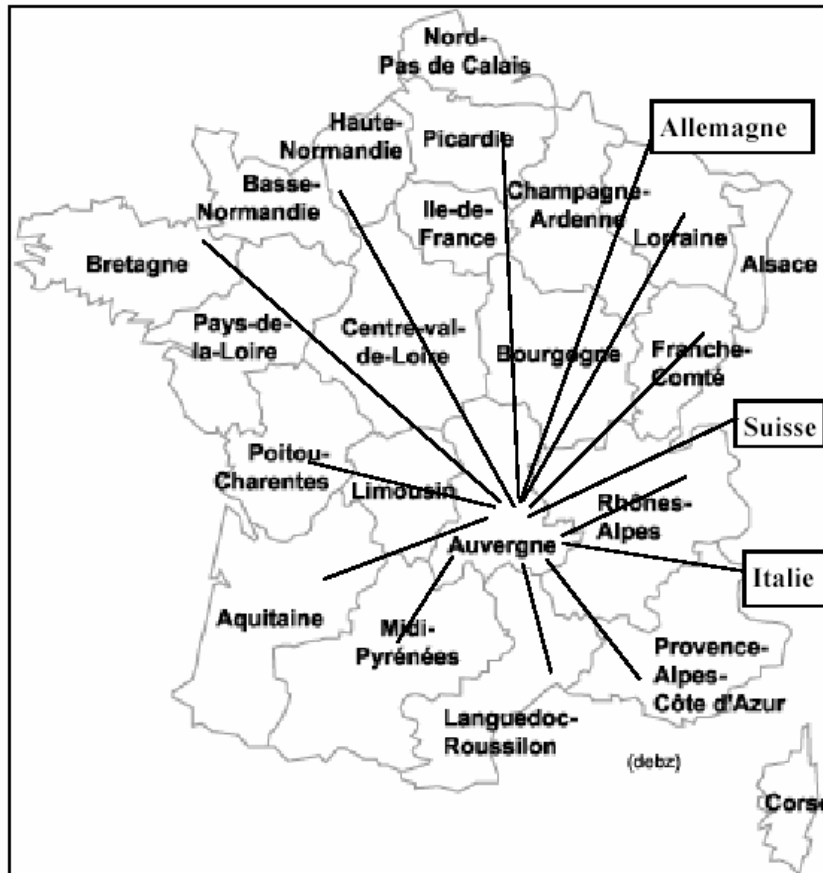 Nord-
Pas de Calais
Haute-
Normandie
Picardie
Allemagne
Basse-
Normandie
Ile-de-
France
Champagne-
Ardenne
Lorraine
Alsace
Bretagne
Pays-de-
la-Loire
Centre-val-
de-Loire
Bourgogne
Franche-
Comté
Suisse
Poitou-
Charentes
Limousin
Rhônes-
Alpes
Auvergne
Italie
Aquitaine
Midi-
Pyrénées
Provence-
Alpes-
Côte d'Azur
Languedoc-
Roussilon
(debz)
Corse